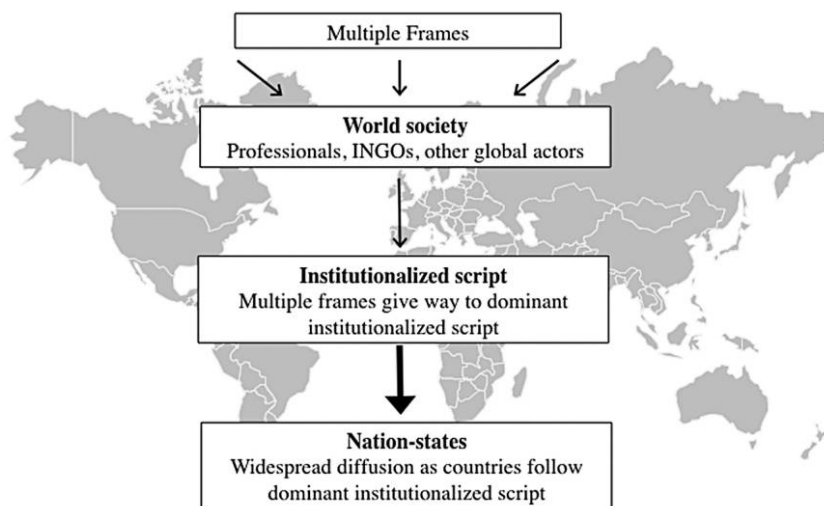 Multiple Frames
World society
Professionals, INGOs, other global actors
Institutionalized script
Multiple frames give way to dominant
institutionalized script
Nation-states
Widespread diffusion as countries follow
dominant institutionalized script